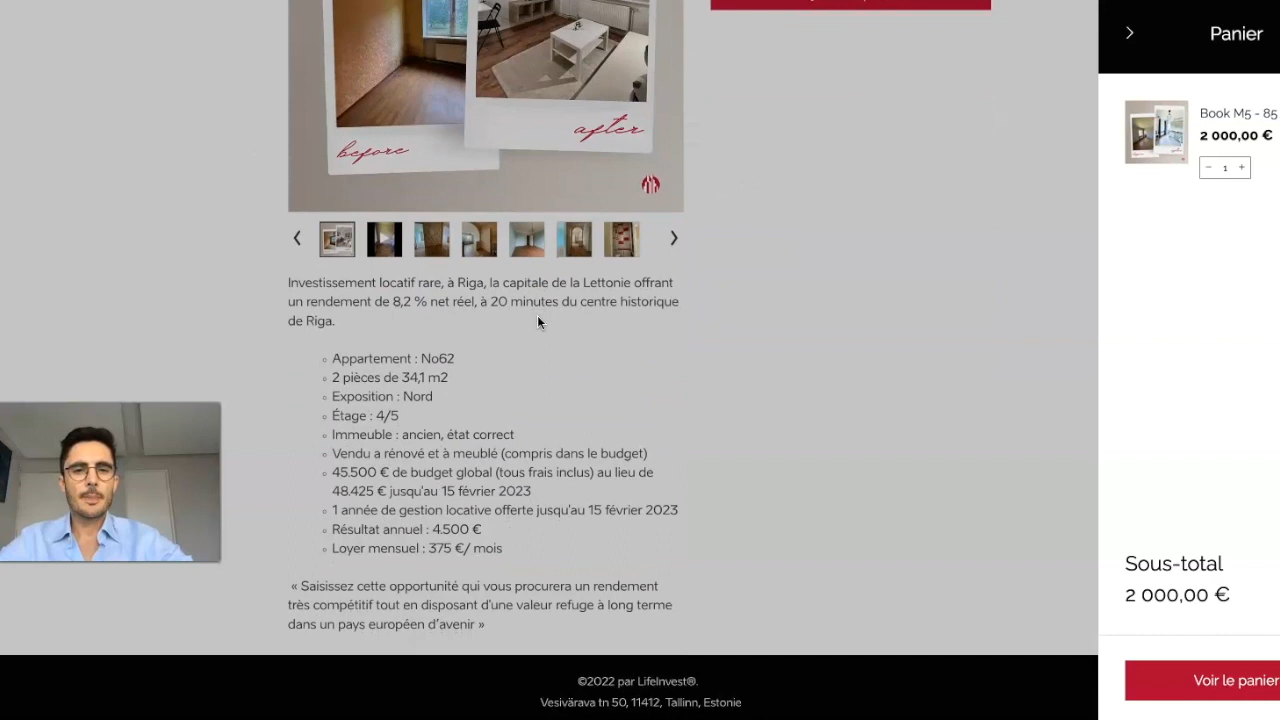 before
after
Investissement locatif rare, à Riga, la capitale de la Lettonie offrant
un rendement de 8,2 % net réel, à 20 minutes du centre historique
de Riga.
Appartement : No62
2 pièces de 34,1 m2
Exposition : Nord
Étage : 4/5
Immeuble : ancien, état correct
Vendu a rénové et à meublé (compris dans le budget)
45.500 € de budget global (tous frais inclus) au lieu de
48.425 € jusqu'au 15 février 2023
1 année de gestion locative offerte jusqu'au 15 février 2023
Résultat annuel : 4.500 €
Loyer mensuel : 375 €/ mois
« Saisissez cette opportunité qui vous procurera un rendement
très compétitif tout en disposant d'une valeur refuge à long terme
dans un pays européen d'avenir »
©2022 par LifeInvest®.
Vesivärava tn 50, 11412, Tallinn, Estonie
Panier
Book M5 - 85
2 000,00 €
− 1 +
Sous-total
2 000,00 €
Voir le panier